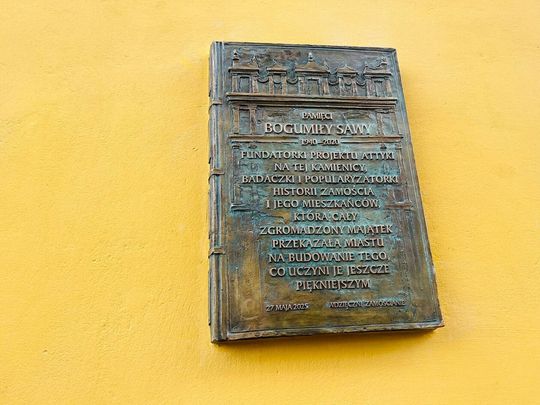 PAMIĘCI
BOGUMIŁY SAWY
1940-2020
FUNDATORKI PROJEKTU ATTYKI
NA TEJ KAMIENICY,
BADACZKI I POPULARYZATORKI
HISTORII ZAMOŚCIA
I JEGO MIESZKAŃCÓW,
KTÓRA CAŁY
ZGROMADZONY MAJĄTEK
PRZEKAZAŁA MIASTU
NA BUDOWANIE TEGO,
CO UCZYNI JE JESZCZE
PIĘKNIEJSZYM
27 MAJA 2025 WDZIĘCZNI ZAMOŚCIANIE